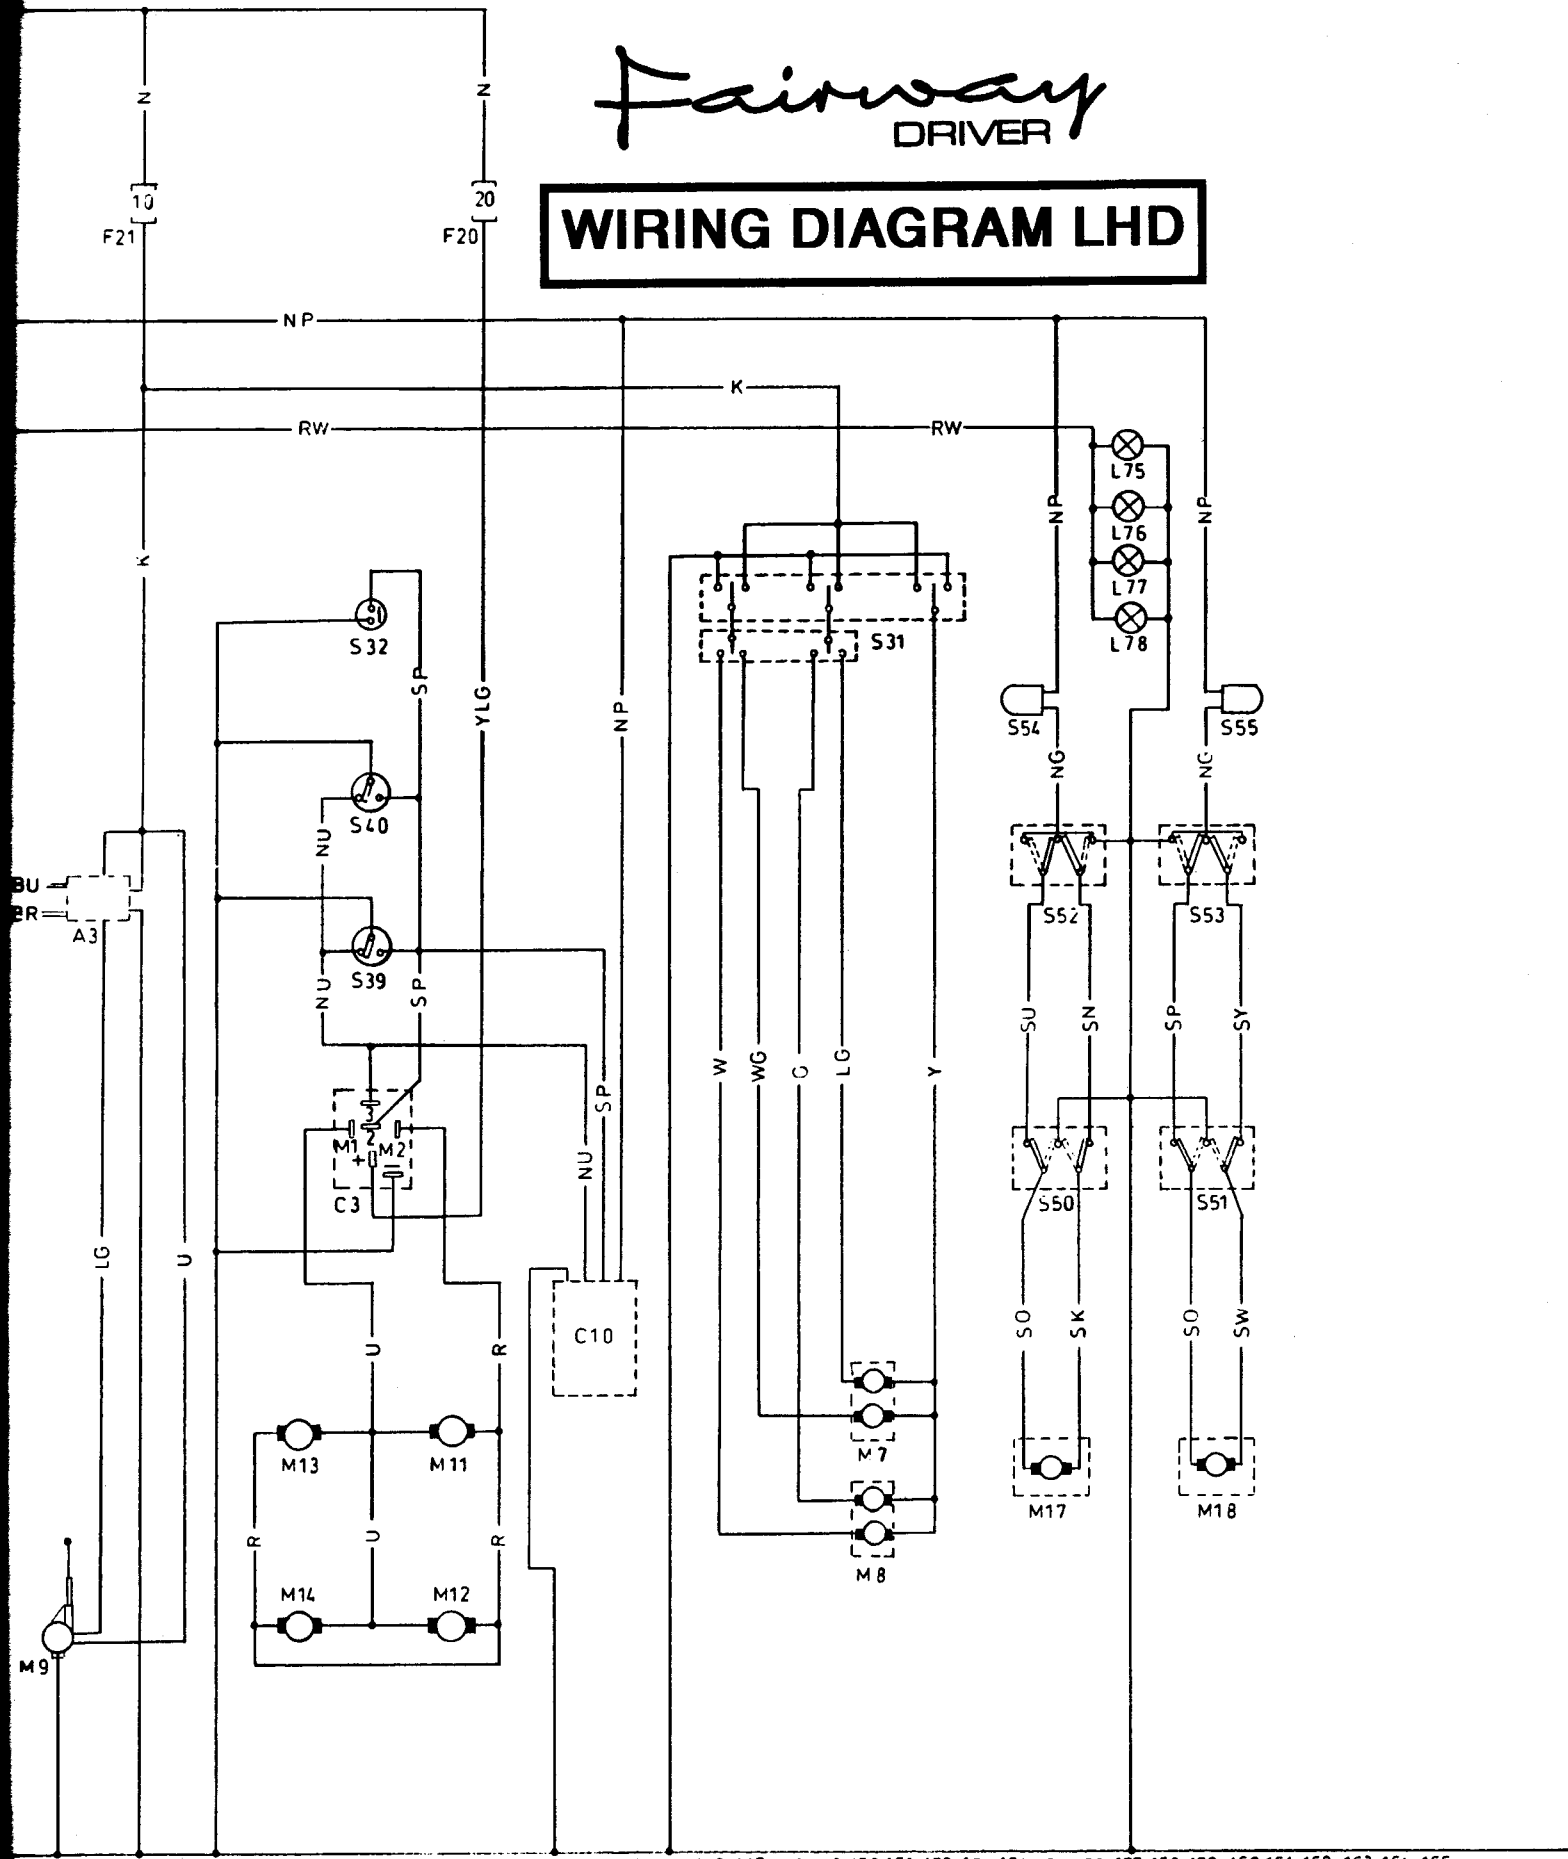 Fairway
DRIVER
WIRING DIAGRAM LHD
N
N
10
20
F21
F20
NP
K
RW
RW
L75
NP
NP
L76
K
L77
S32
S31
L78
SP
YLG
NP
S54
S55
NG
NG
S40
NU
BU
A3
S52
S53
S39
NU
SP
SU
SN
SP
SY
W
WG
LG
Y
SP
3
2
M1
M2
+
NU
C3
S50
S51
LG
U
SO
SK
SO
SW
C10
U
R
M13
M11
M7
M17
M18
R
U
R
M8
M14
M12
M9